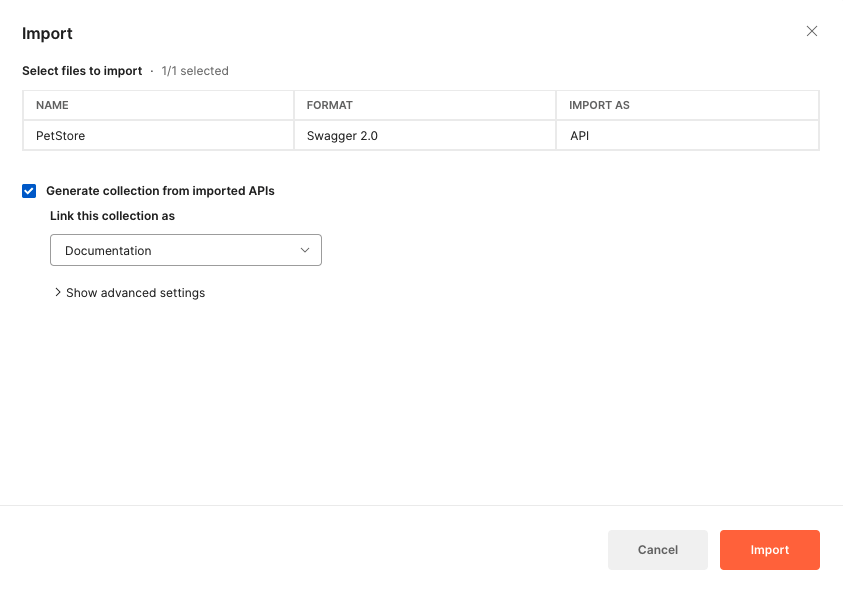 Import
Select files to import · 1/1 selected
NAME FORMAT IMPORT AS
PetStore Swagger 2.0 API
Generate collection from imported APIs
Link this collection as
Documentation
Show advanced settings
Cancel Import